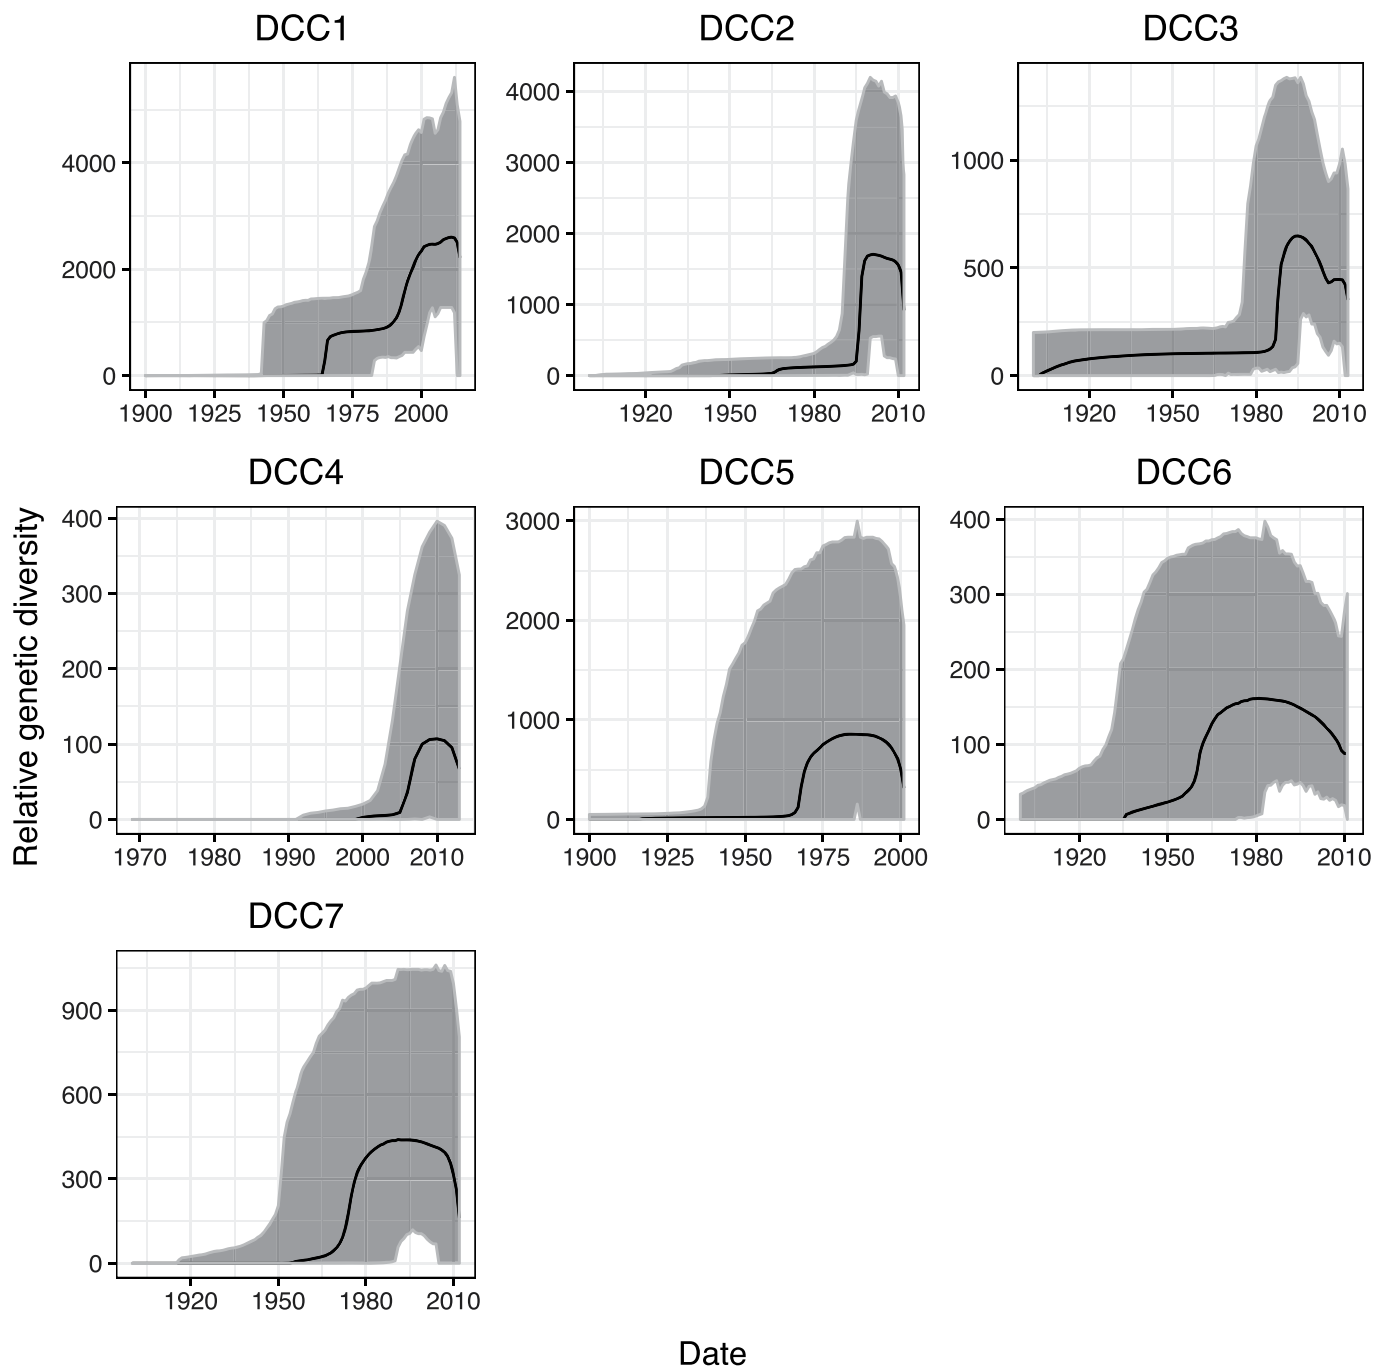 DCC1 DCC2 DCC3
4000 2000 0
1900 1925 1950 1975 2000
4000 3000 2000 1000 0
1920 1950 1980 2010
1000 500 0
1920 1950 1980 2010
DCC4 DCC5 DCC6
Relative genetic diversity
400 300 200 100 0
1970 1980 1990 2000 2010
3000 2000 1000 0
1900 1925 1950 1975 2000
400 300 200 100 0
1920 1950 1980 2010
DCC7
900 600 300 0
1920 1950 1980 2010
Date